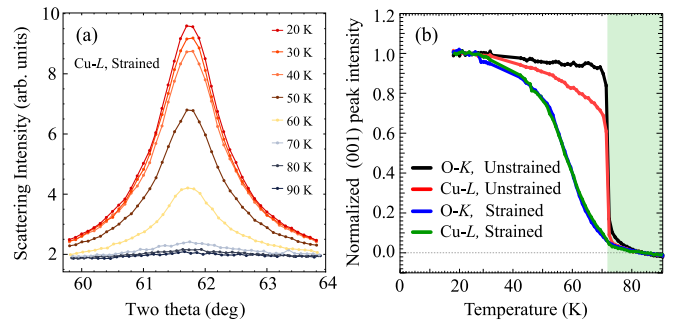 (a)
Cu-L, Strained
20 K
30 K
40 K
50 K
60 K
70 K
80 K
90 K
10
8
6
4
2
Scattering Intensity (arb. units)
60
61
62
63
64
Two theta (deg)
(b)
1.2
1.0
0.8
0.6
0.4
0.2
0.0
Normalized (001) peak intensity
O-K, Unstrained
Cu-L, Unstrained
O-K, Strained
Cu-L, Strained
0
0
20
40
60
80
Temperature (K)